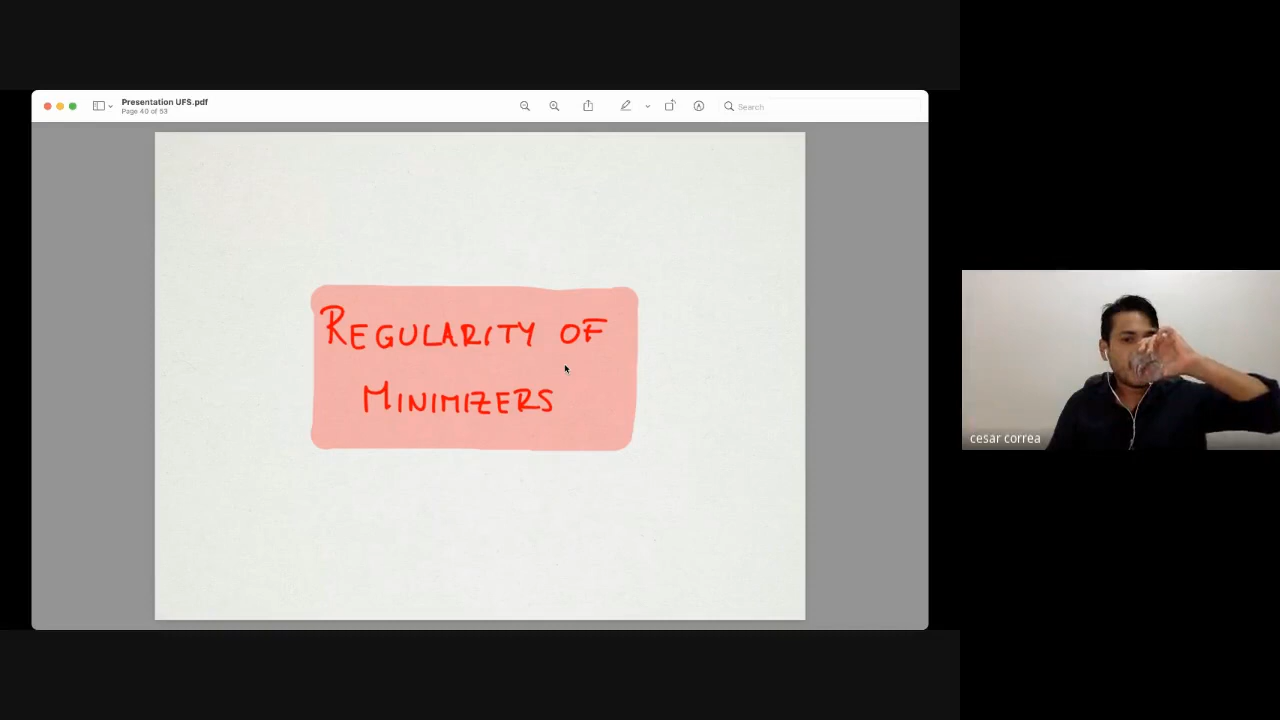 Presentation UFS.pdf
Page 40 of 53
Search
REGULARITY OF
MINIMIZERS
cesar correa